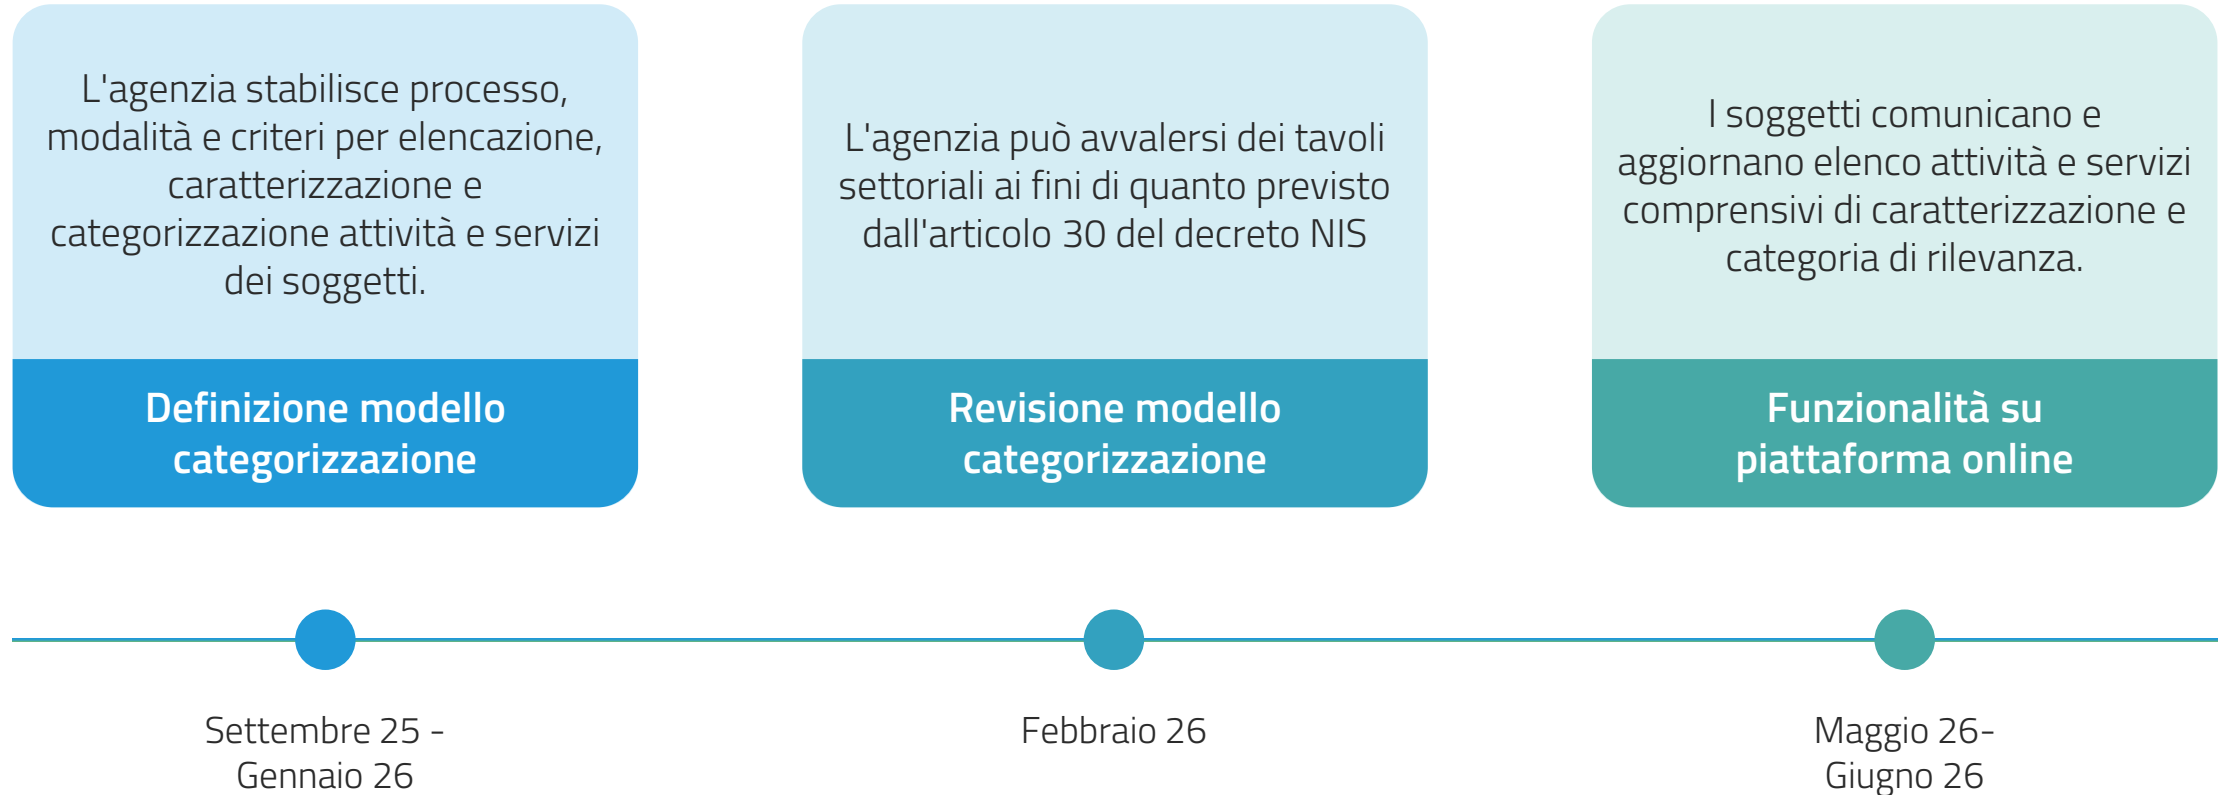 L'agenzia stabilisce processo,
modalità e criteri per elencazione,
caratterizzazione e
categorizzazione attività e servizi
dei soggetti.
Definizione modello
categorizzazione
Settembre 25 -
Gennaio 26
L'agenzia può avvalersi dei tavoli
settoriali ai fini di quanto previsto
dall'articolo 30 del decreto NIS
Revisione modello
categorizzazione
Febbraio 26
I soggetti comunicano e
aggiornano elenco attività e servizi
comprensivi di caratterizzazione e
categoria di rilevanza.
Funzionalità su
piattaforma online
Maggio 26-
Giugno 26